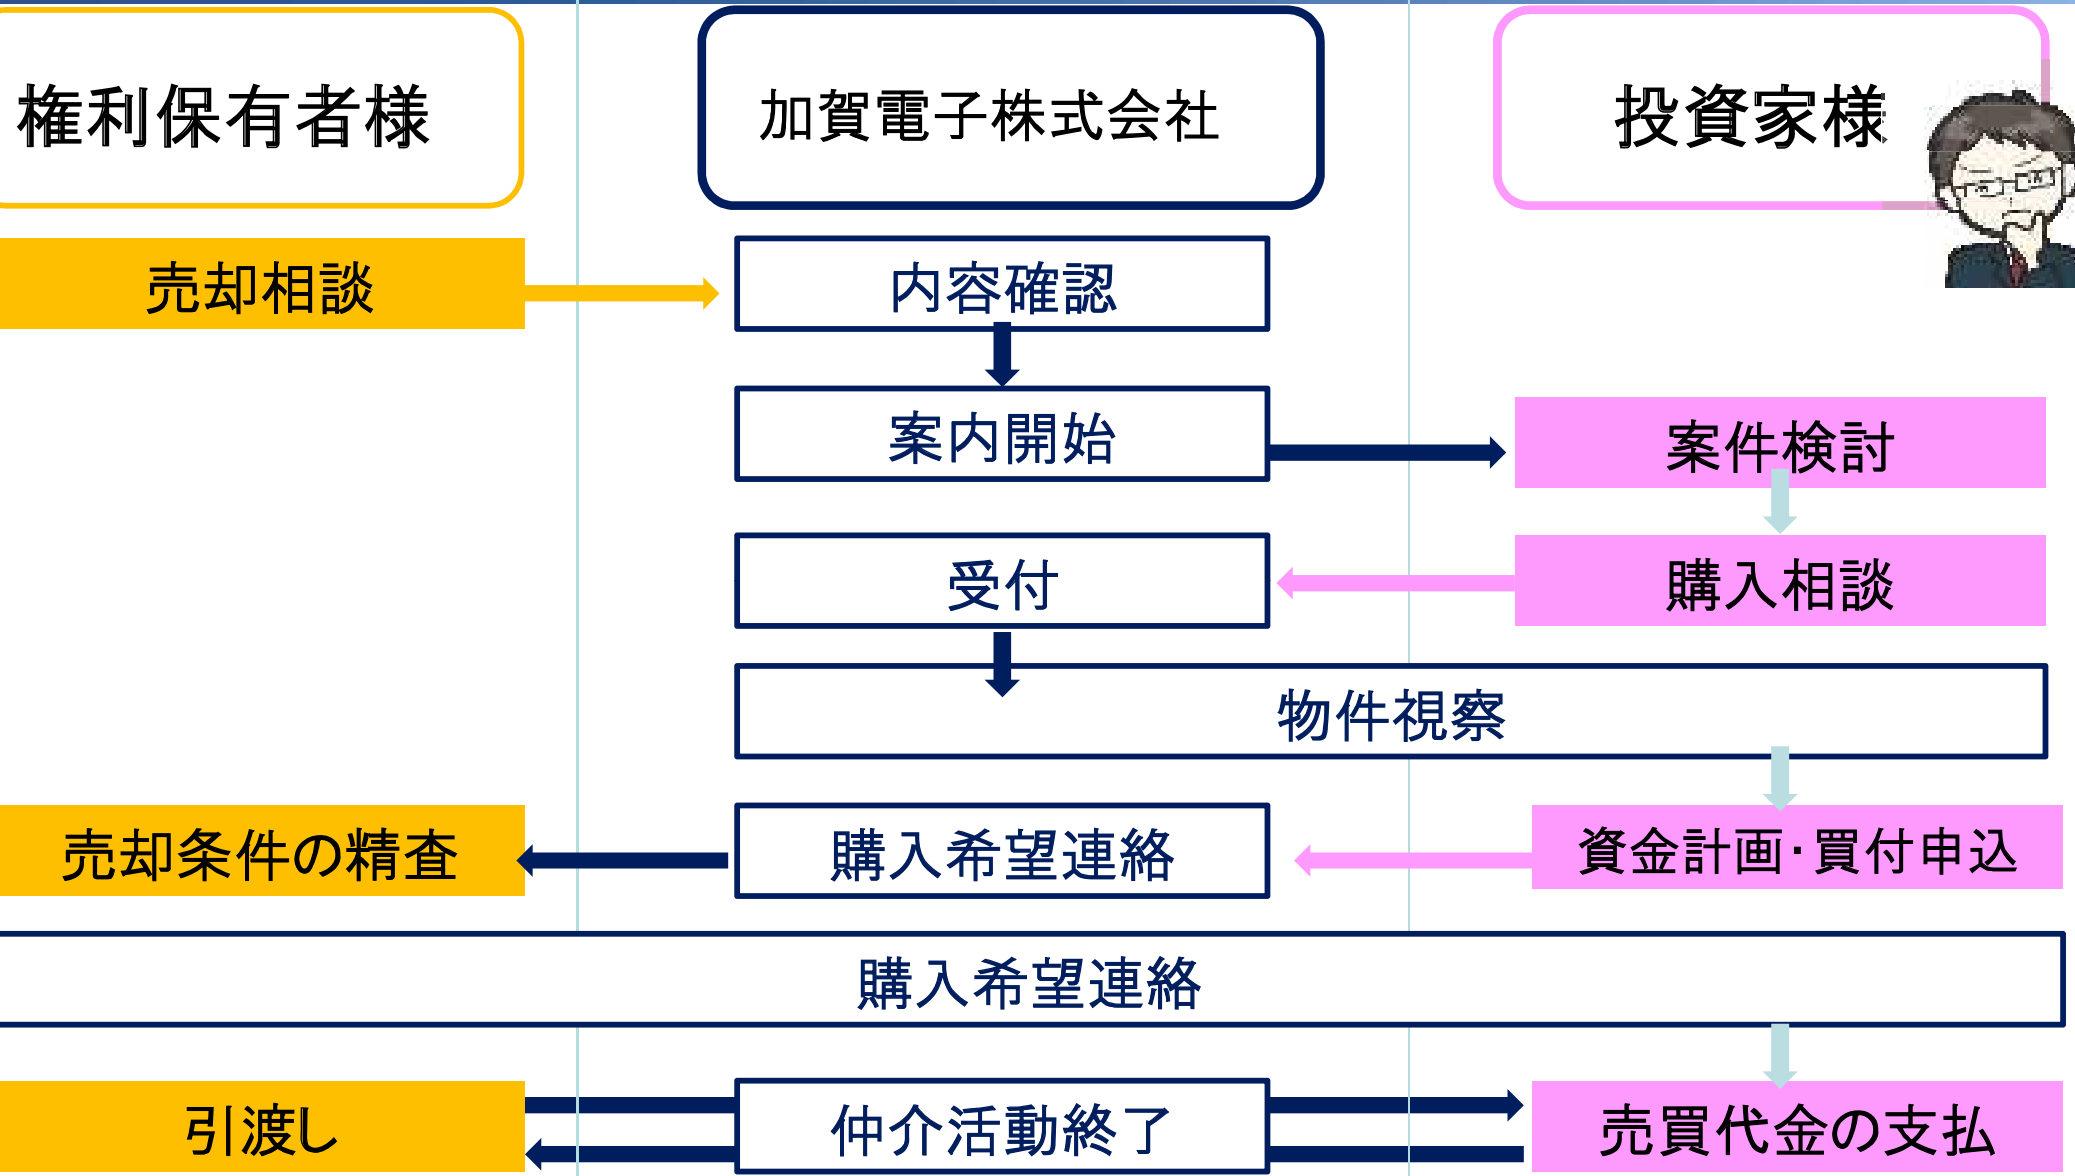 権利保有者様
加賀電子株式会社
投資家様
売却相談
内容確認
案内開始
案件検討
受付
購入相談
物件視察
売却条件の精査
購入希望連絡
資金計画・買付申込
購入希望連絡
引渡し
仲介活動終了
売買代金の支払